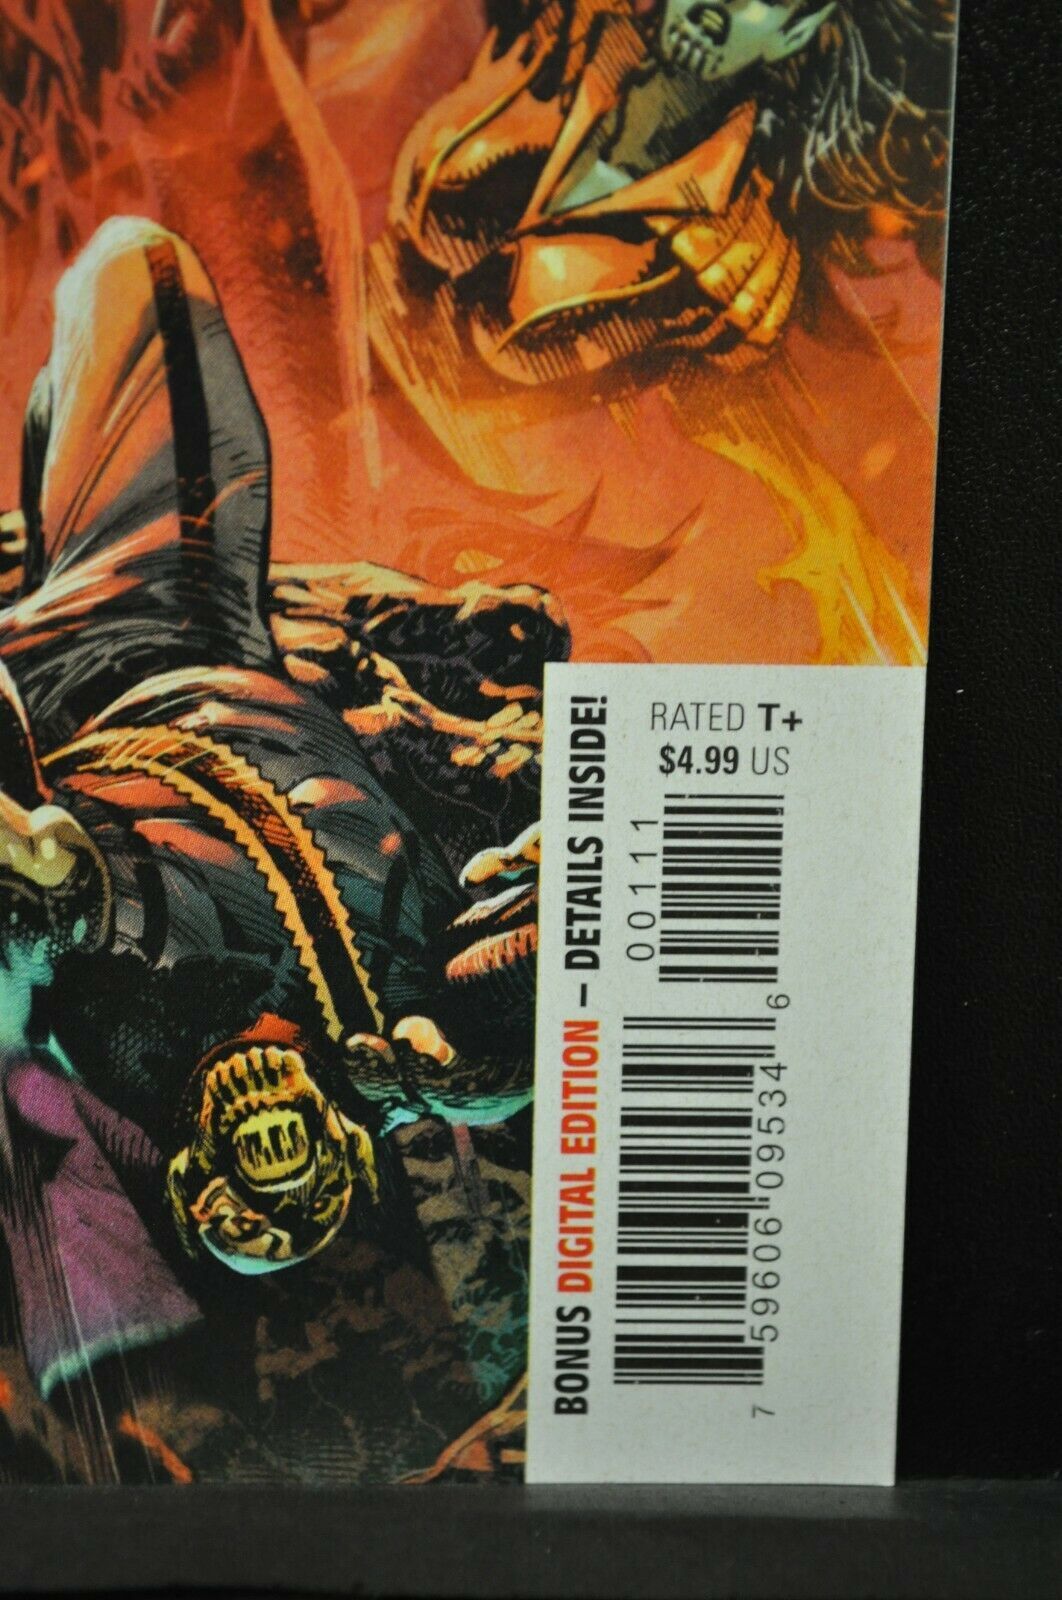 RATED T+
$4.99 US
BONUS DIGITAL EDITION – DETAILS INSIDE!
00111
7 59606 09534 6